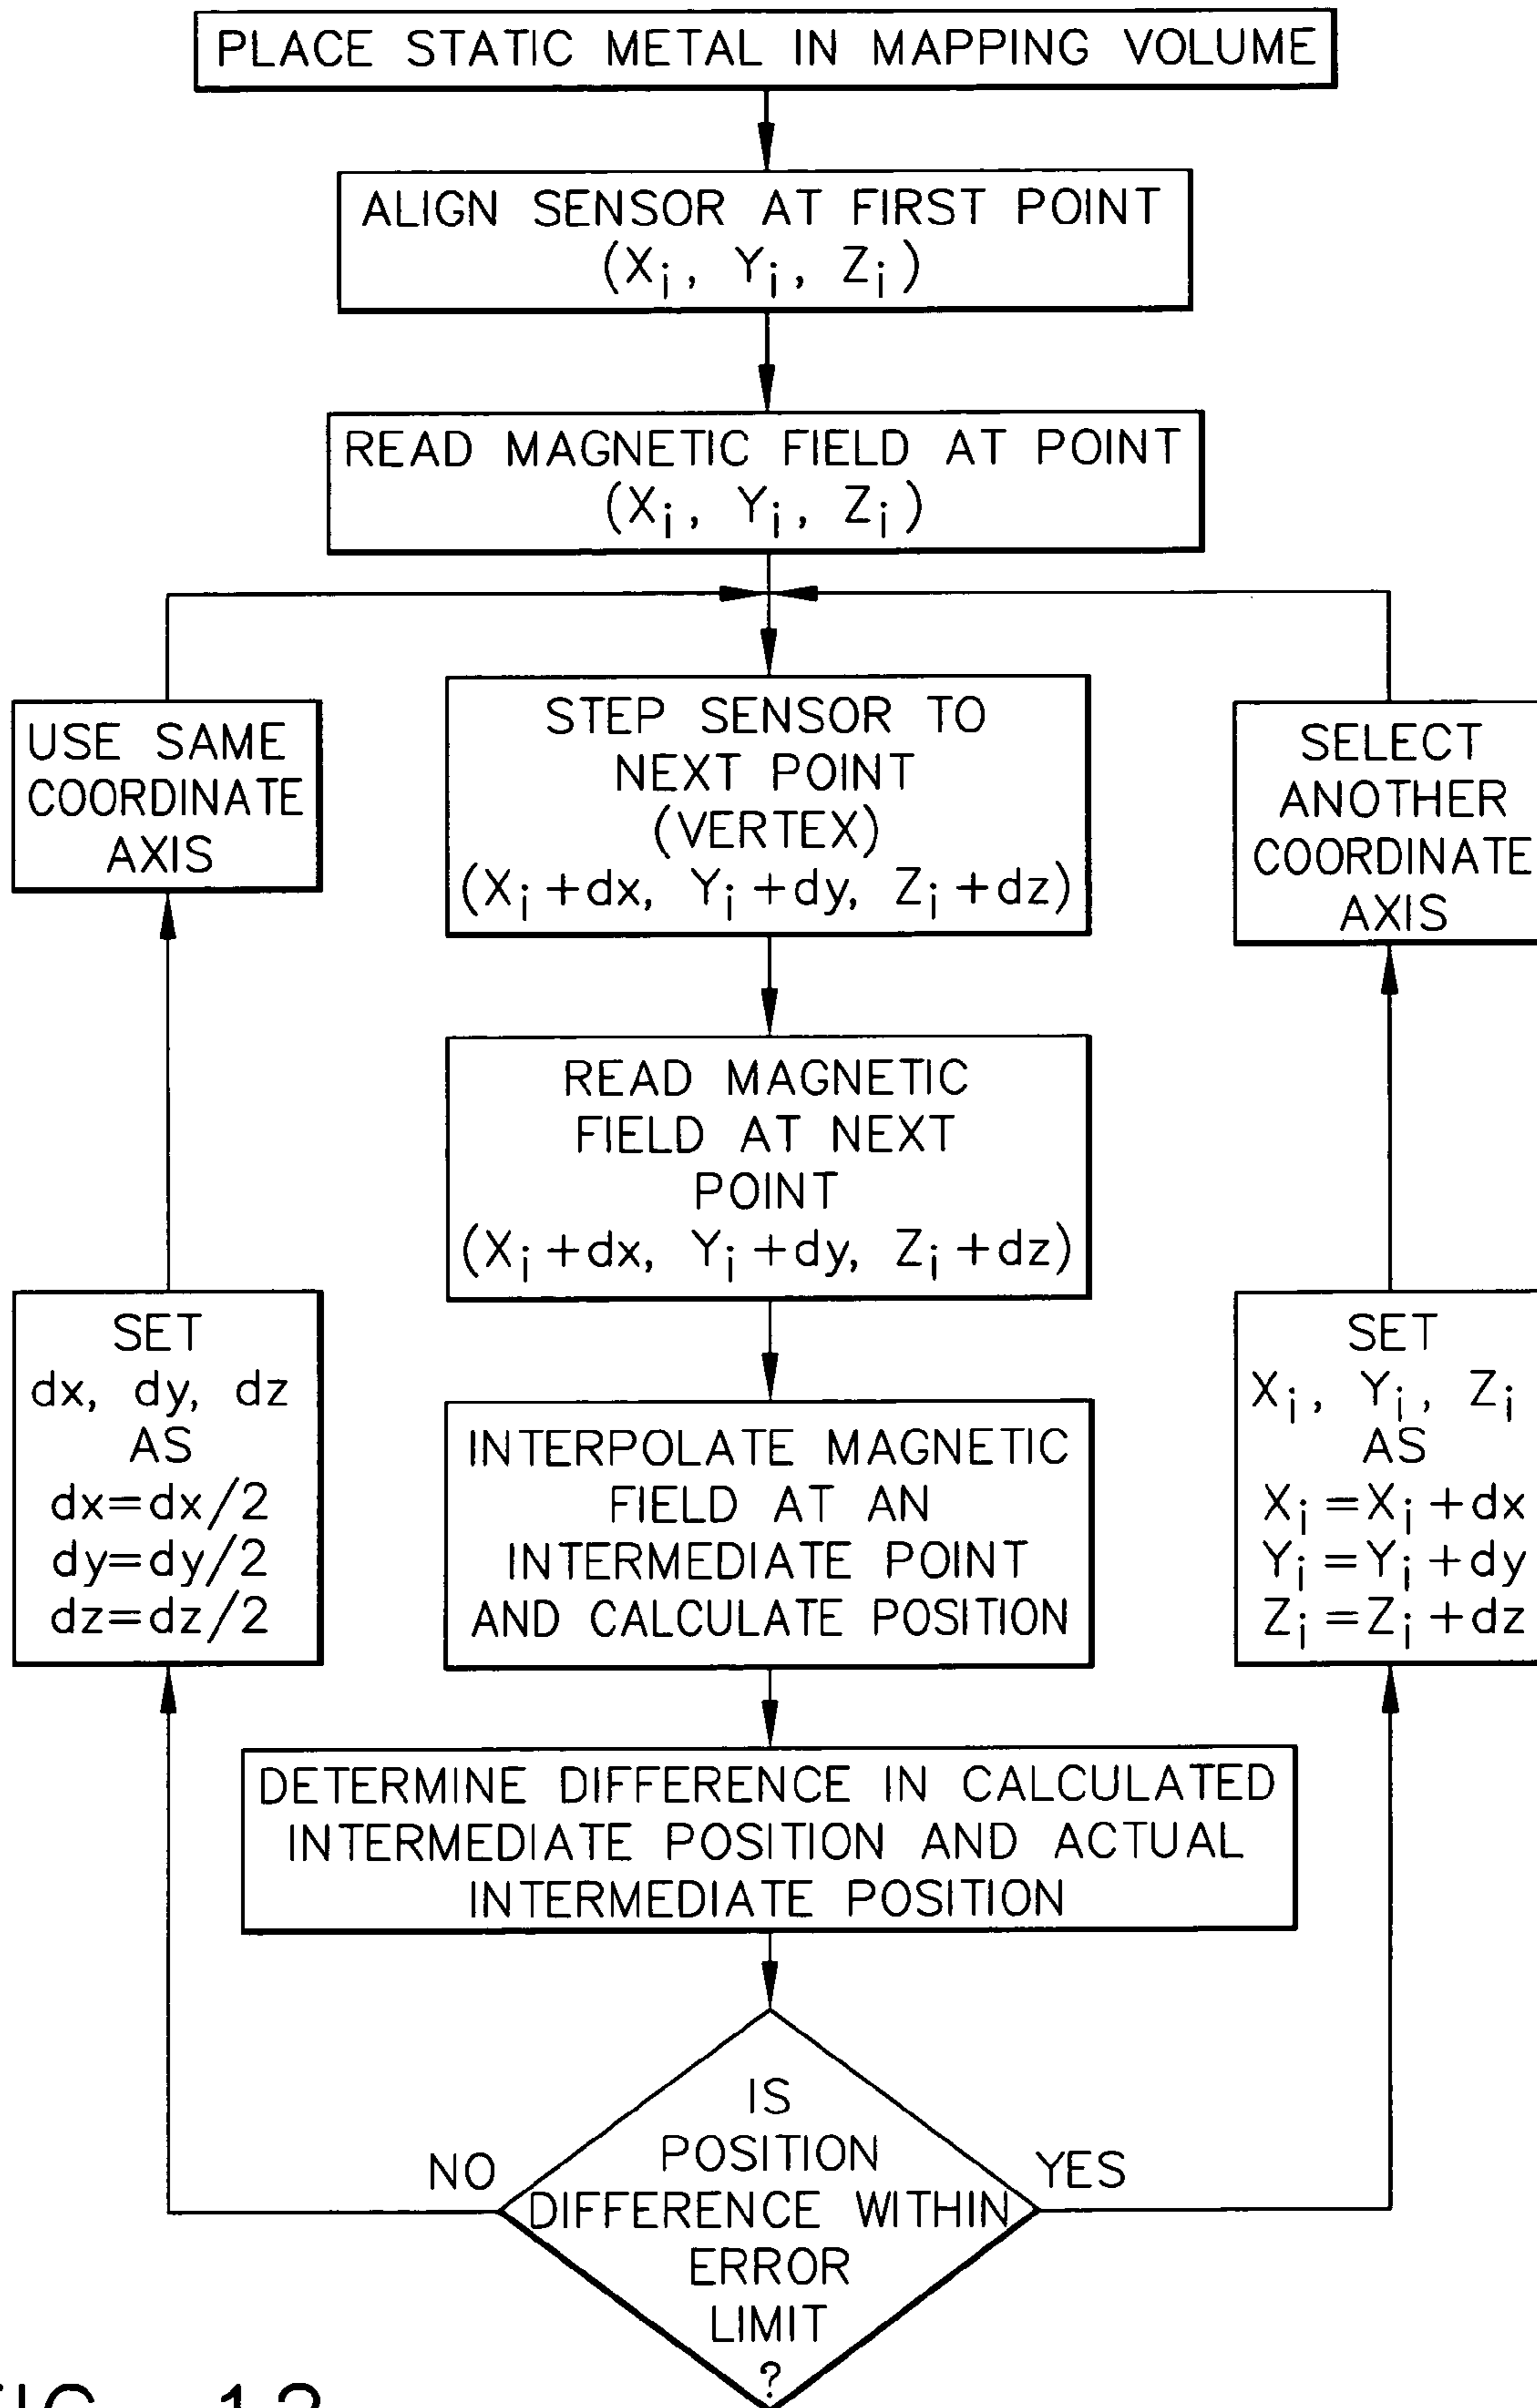 PLACE STATIC METAL IN MAPPING VOLUME
ALIGN SENSOR AT FIRST POINT
(Xi, Yi, Zi)
READ MAGNETIC FIELD AT POINT
(Xi, Yi, Zi)
USE SAME
COORDINATE
AXIS
STEP SENSOR TO
NEXT POINT
(VERTEX)
(Xi+dx, Yi+dy, Zi+dz)
SELECT
ANOTHER
COORDINATE
AXIS
READ MAGNETIC
FIELD AT NEXT
POINT
(Xi+dx, Yi+dy, Zi+dz)
SET
dx, dy, dz
AS
dx=dx/2
dy=dy/2
dz=dz/2
INTERPOLATE MAGNETIC
FIELD AT AN
INTERMEDIATE POINT
AND CALCULATE POSITION
SET
Xi, Yi, Zi
AS
Xi=Xi+dx
Yi=Yi+dy
Zi=Zi+dz
DETERMINE DIFFERENCE IN CALCULATED
INTERMEDIATE POSITION AND ACTUAL
INTERMEDIATE POSITION
IS
POSITION
DIFFERENCE WITHIN
ERROR
LIMIT
?
NO
YES